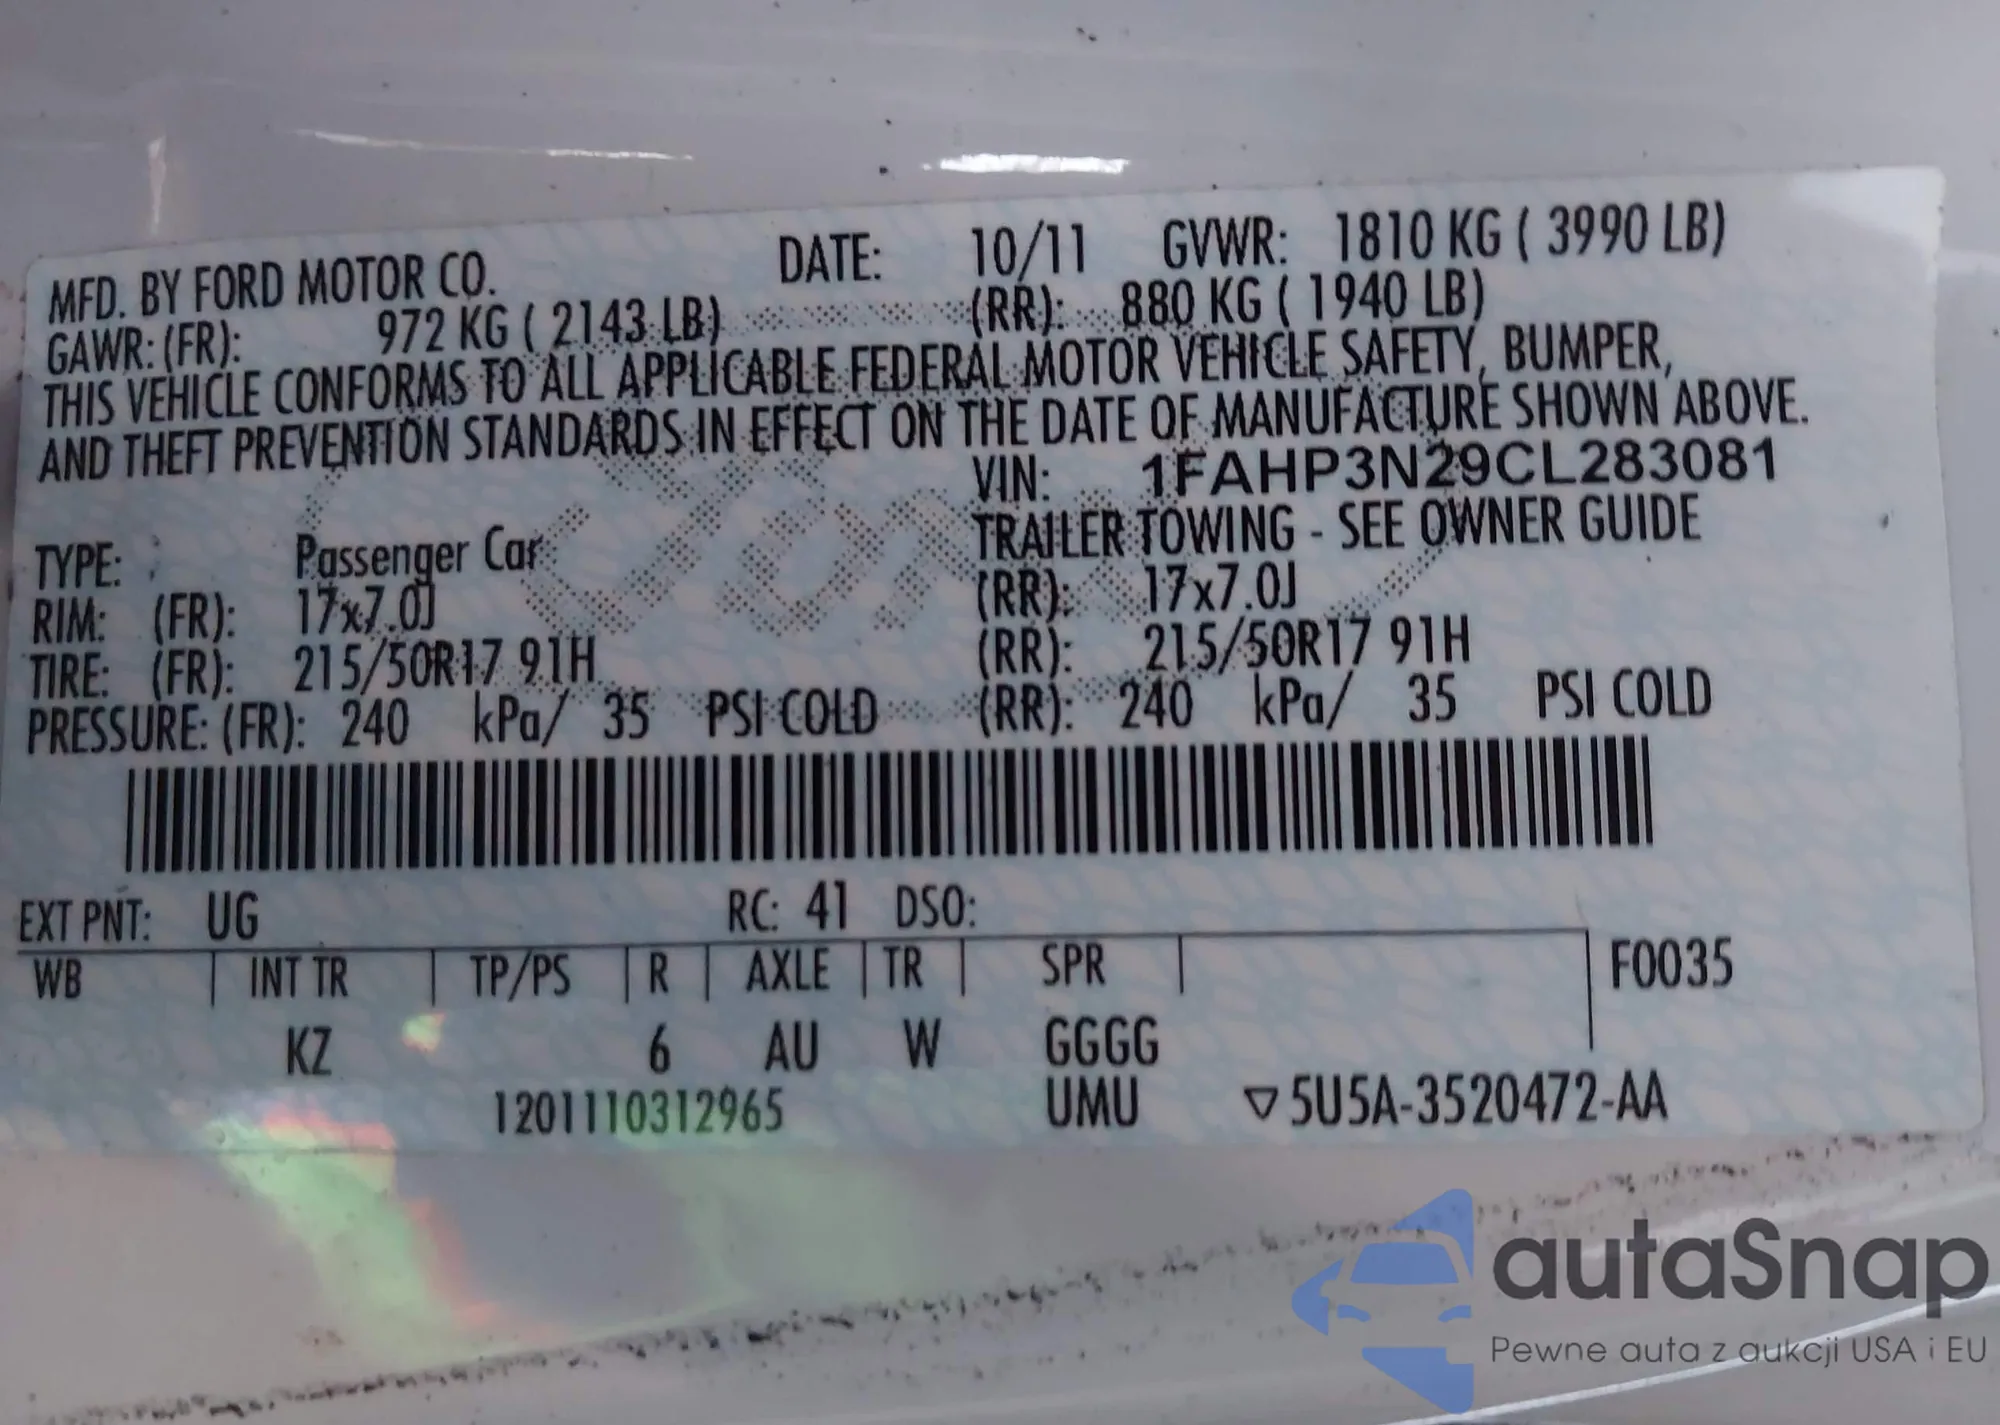 MFD. BY FORD MOTOR CO. DATE: 10/11 GVWR: 1810 KG ( 3990 LB)
GAWR: (FR): 972 KG ( 2143 LB) (RR): 880 KG ( 1940 LB)
THIS VEHICLE CONFORMS TO ALL APPLICABLE FEDERAL MOTOR VEHICLE SAFETY, BUMPER,
AND THEFT PREVENTION STANDARDS IN EFFECT ON THE DATE OF MANUFACTURE SHOWN ABOVE.
VIN: 1FAHP3N29CL283081
TYPE: Passenger Car TRAILER TOWING - SEE OWNER GUIDE
RIM: (FR): 17x7.0J (RR): 17x7.0J
TIRE: (FR): 215/50R17 91H (RR): 215/50R17 91H
PRESSURE: (FR): 240 kPa/ 35 PSI COLD (RR): 240 kPa/ 35 PSI COLD
Ford
EXT PNT: UG RC: 41 DSO:
WB | INT TR | TP/PS | R | AXLE | TR | SPR | F0035
KZ 6 AU W GGGG
1201110312965 UMU ▽5U5A-3520472-AA
autaSnap
Pewne auta z aukcji USA i EU